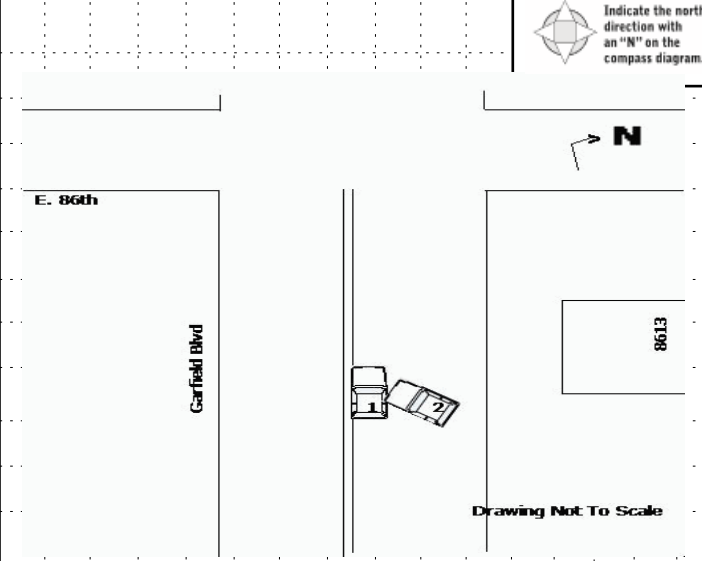 Indicate the north
direction with
an "N" on the
compass diagram.
N
E. 86th
Garfield Blvd
8613
1
2
Drawing Not To Scale